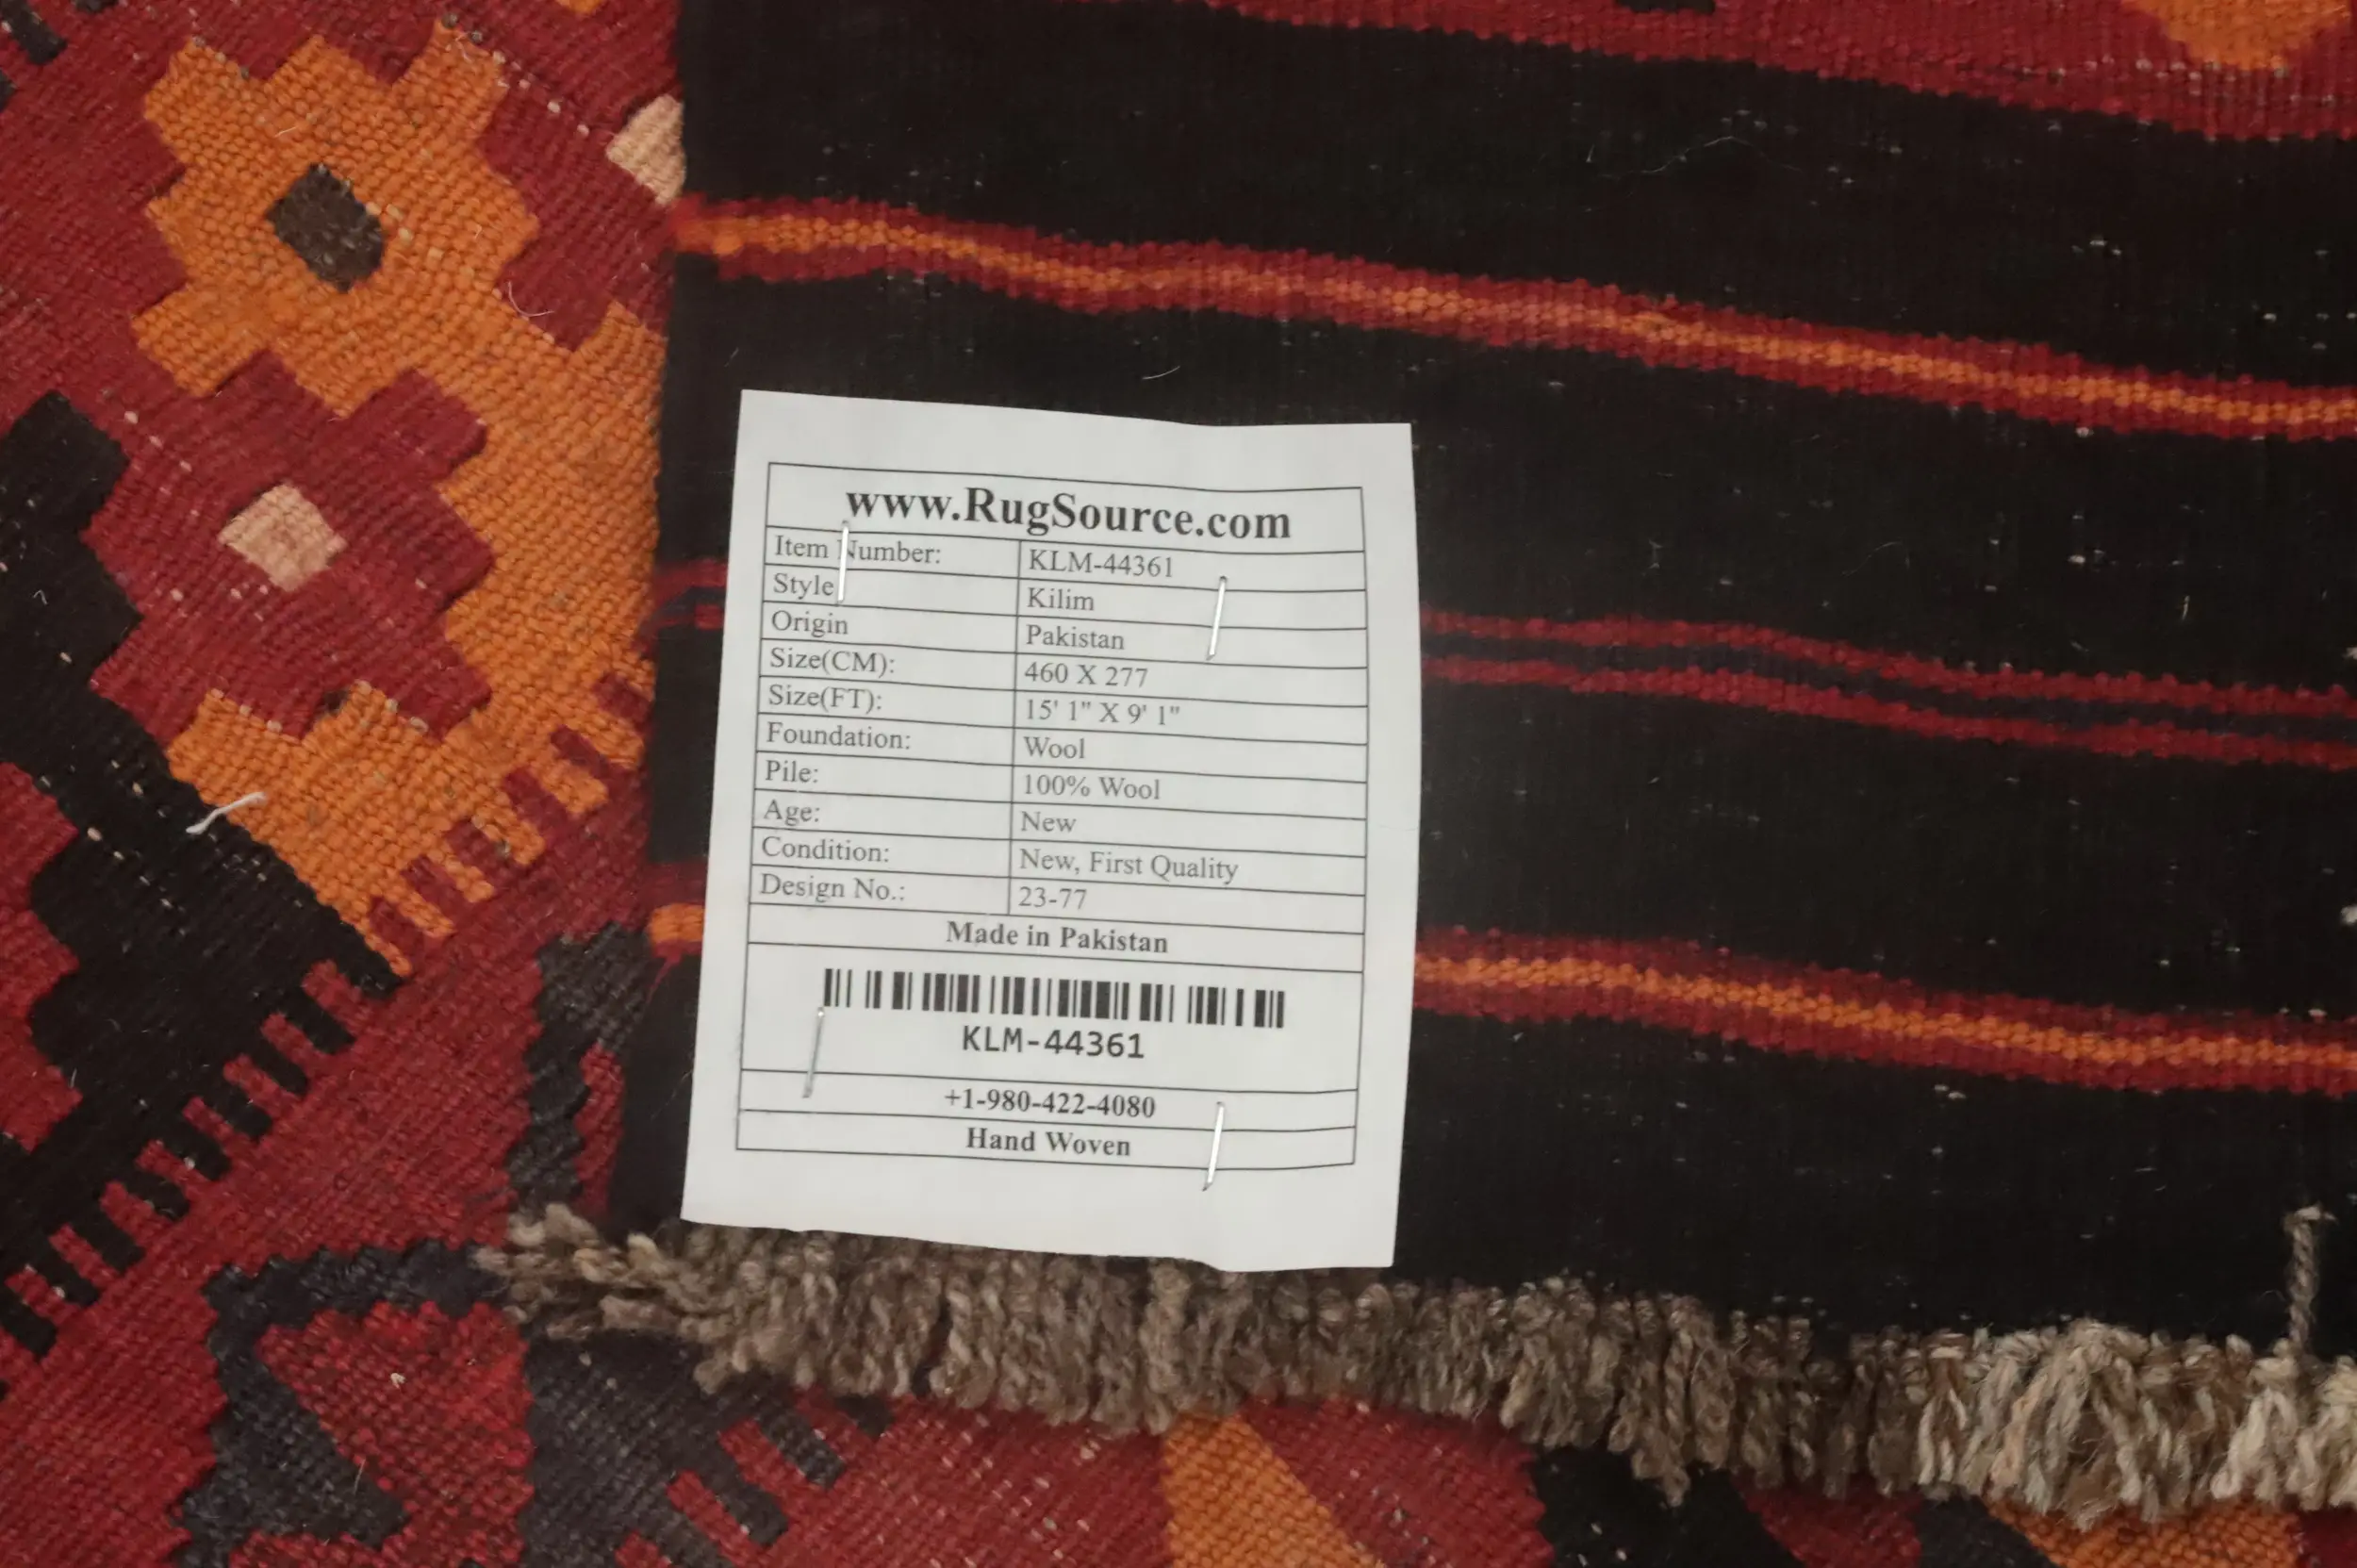 www.RugSource.com
Item Number: KLM-44361
Style Kilim
Origin Pakistan
Size(CM): 460 X 277
Size(FT): 15' 1" X 9' 1"
Foundation: Wool
Pile: 100% Wool
Age: New
Condition: New, First Quality
Design No.: 23-77
Made in Pakistan
KLM-44361
+1-980-422-4080
Hand Woven